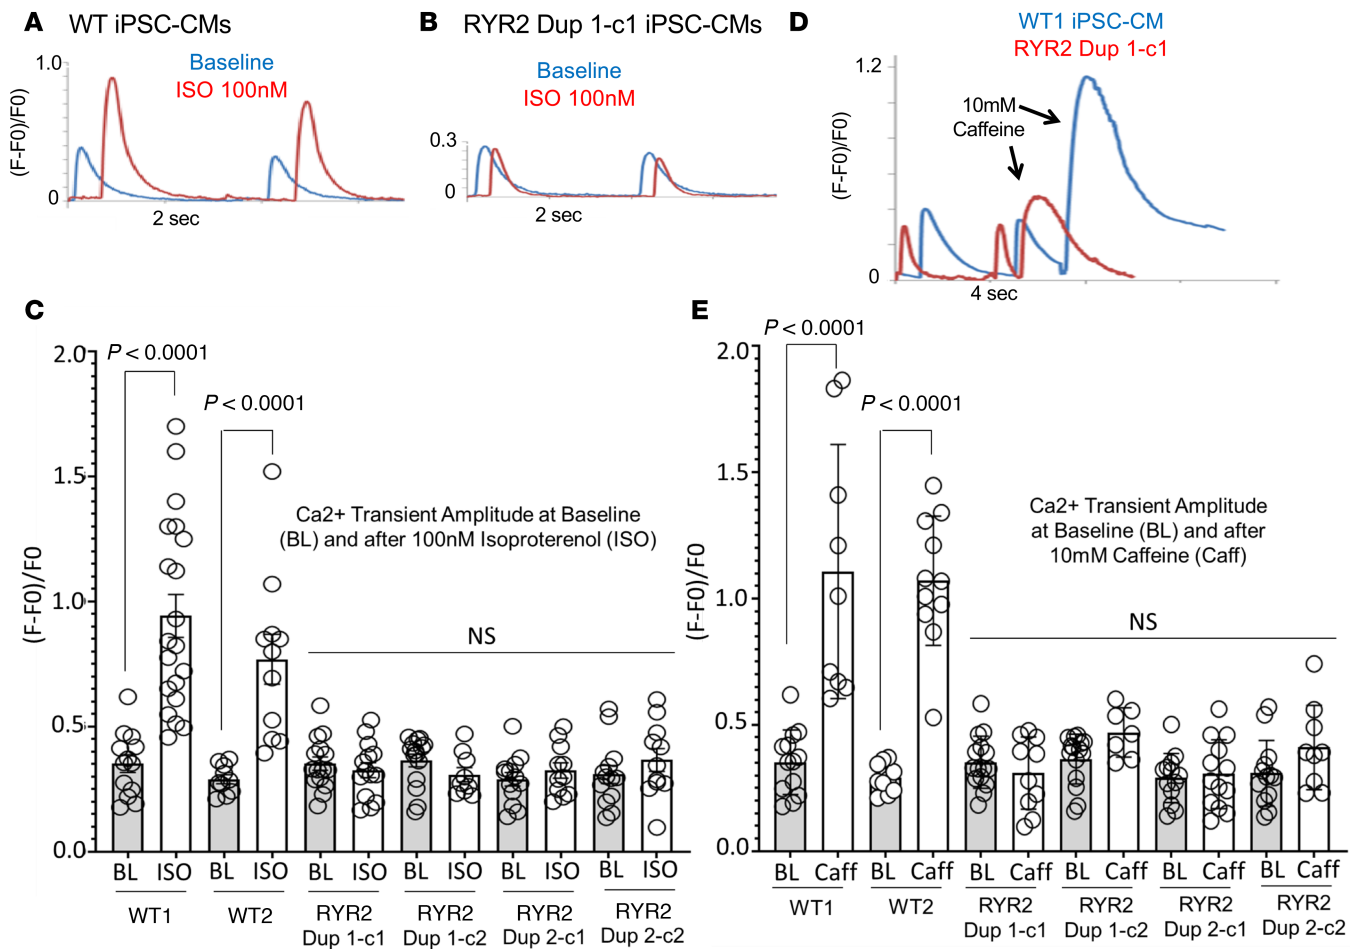 A WT iPSC-CMs
Baseline
ISO 100nM
1.0
(F-F0)/F0)
0
2 sec
B RYR2 Dup 1-c1 iPSC-CMs
Baseline
ISO 100nM
0.3
0
2 sec
D WT1 iPSC-CM
RYR2 Dup 1-c1
1.2
(F-F0)/F0)
10mM
Caffeine
0
4 sec
C
P < 0.0001
P < 0.0001
2.0
1.5
1.0
0.5
0.0
(F-F0)/F0
Ca2+ Transient Amplitude at Baseline
(BL) and after 100nM Isoproterenol (ISO)
NS
BL ISO BL ISO BL ISO BL ISO BL ISO BL ISO
WT1 WT2 RYR2 RYR2 RYR2 RYR2
Dup 1-c1 Dup 1-c2 Dup 2-c1 Dup 2-c2
E
P < 0.0001
P < 0.0001
2.0
1.5
1.0
0.5
0.0
(F-F0)/F0
Ca2+ Transient Amplitude
at Baseline (BL) and after
10mM Caffeine (Caff)
NS
BL Caff BL Caff BL Caff BL Caff BL Caff BL Caff
WT1 WT2 RYR2 RYR2 RYR2 RYR2
Dup 1-c1 Dup 1-c2 Dup 2-c1 Dup 2-c2